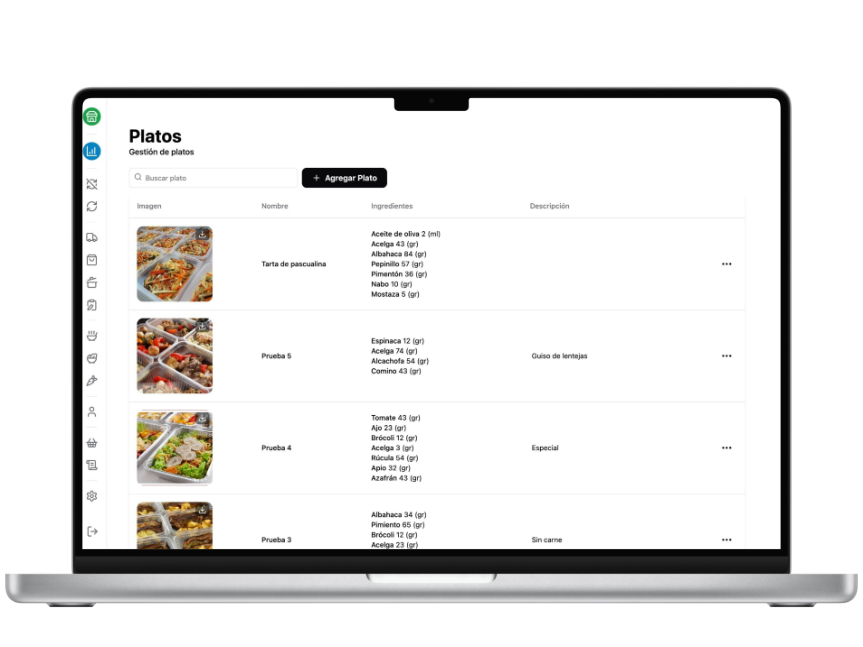 Platos
Gestión de platos
Buscar plato
+ Agregar Plato
Imagen Nombre Ingredientes Descripción
Tarta de pascualina
Aceite de oliva 2 (ml)
Acelga 43 (gr)
Albahaca 84 (gr)
Pepinillo 57 (gr)
Pimentón 36 (gr)
Nabo 10 (gr)
Mostaza 5 (gr)
Prueba 5
Espinaca 12 (gr)
Acelga 74 (gr)
Alcachofa 54 (gr)
Comino 43 (gr)
Guiso de lentejas
Prueba 4
Tomate 43 (gr)
Ajo 23 (gr)
Brócoli 12 (gr)
Acelga 3 (gr)
Rúcula 54 (gr)
Apio 32 (gr)
Azafrán 43 (gr)
Especial
Prueba 3
Albahaca 34 (gr)
Pimiento 65 (gr)
Brócoli 12 (gr)
Acelga 23 (gr)
Sin carne